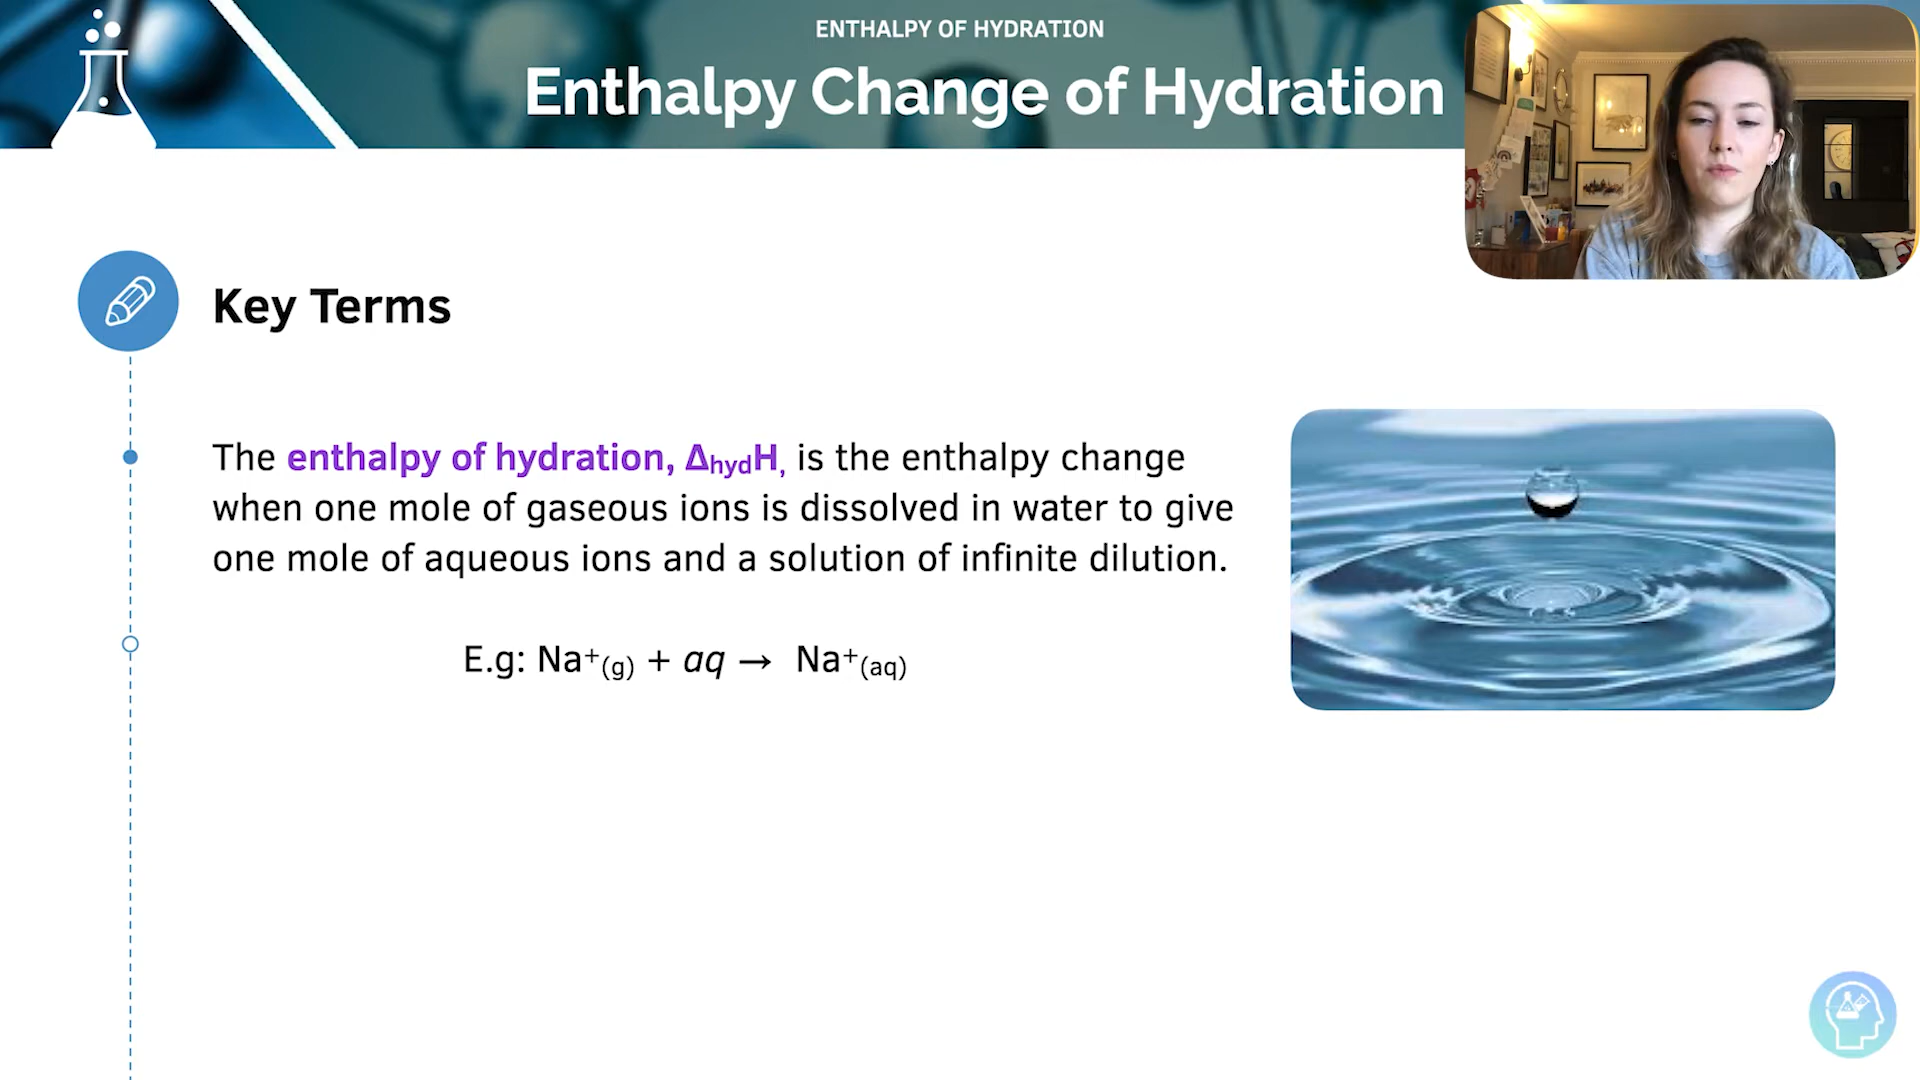 ENTHALPY OF HYDRATION
Enthalpy Change of Hydration
Key Terms
The enthalpy of hydration, ΔhydH, is the enthalpy change
when one mole of gaseous ions is dissolved in water to give
one mole of aqueous ions and a solution of infinite dilution.
E.g: Na⁺(g) + aq → Na⁺(aq)